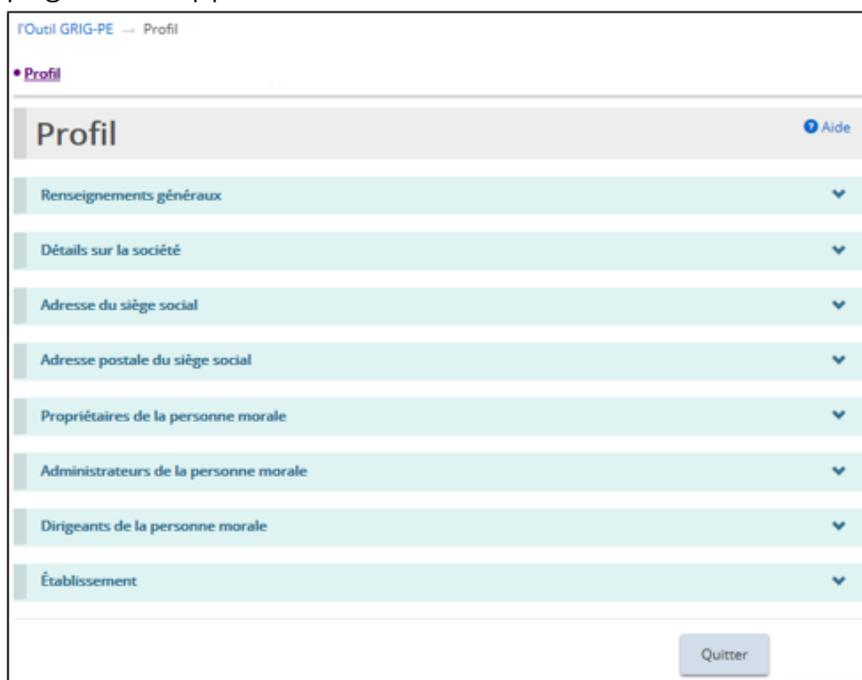 l'Outil GRIG-PE → Profil
• Profil
Profil
Aide
Renseignements généraux
Détails sur la société
Adresse du siège social
Adresse postale du siège social
Propriétaires de la personne morale
Administrateurs de la personne morale
Dirigeants de la personne morale
Établissement
Quitter